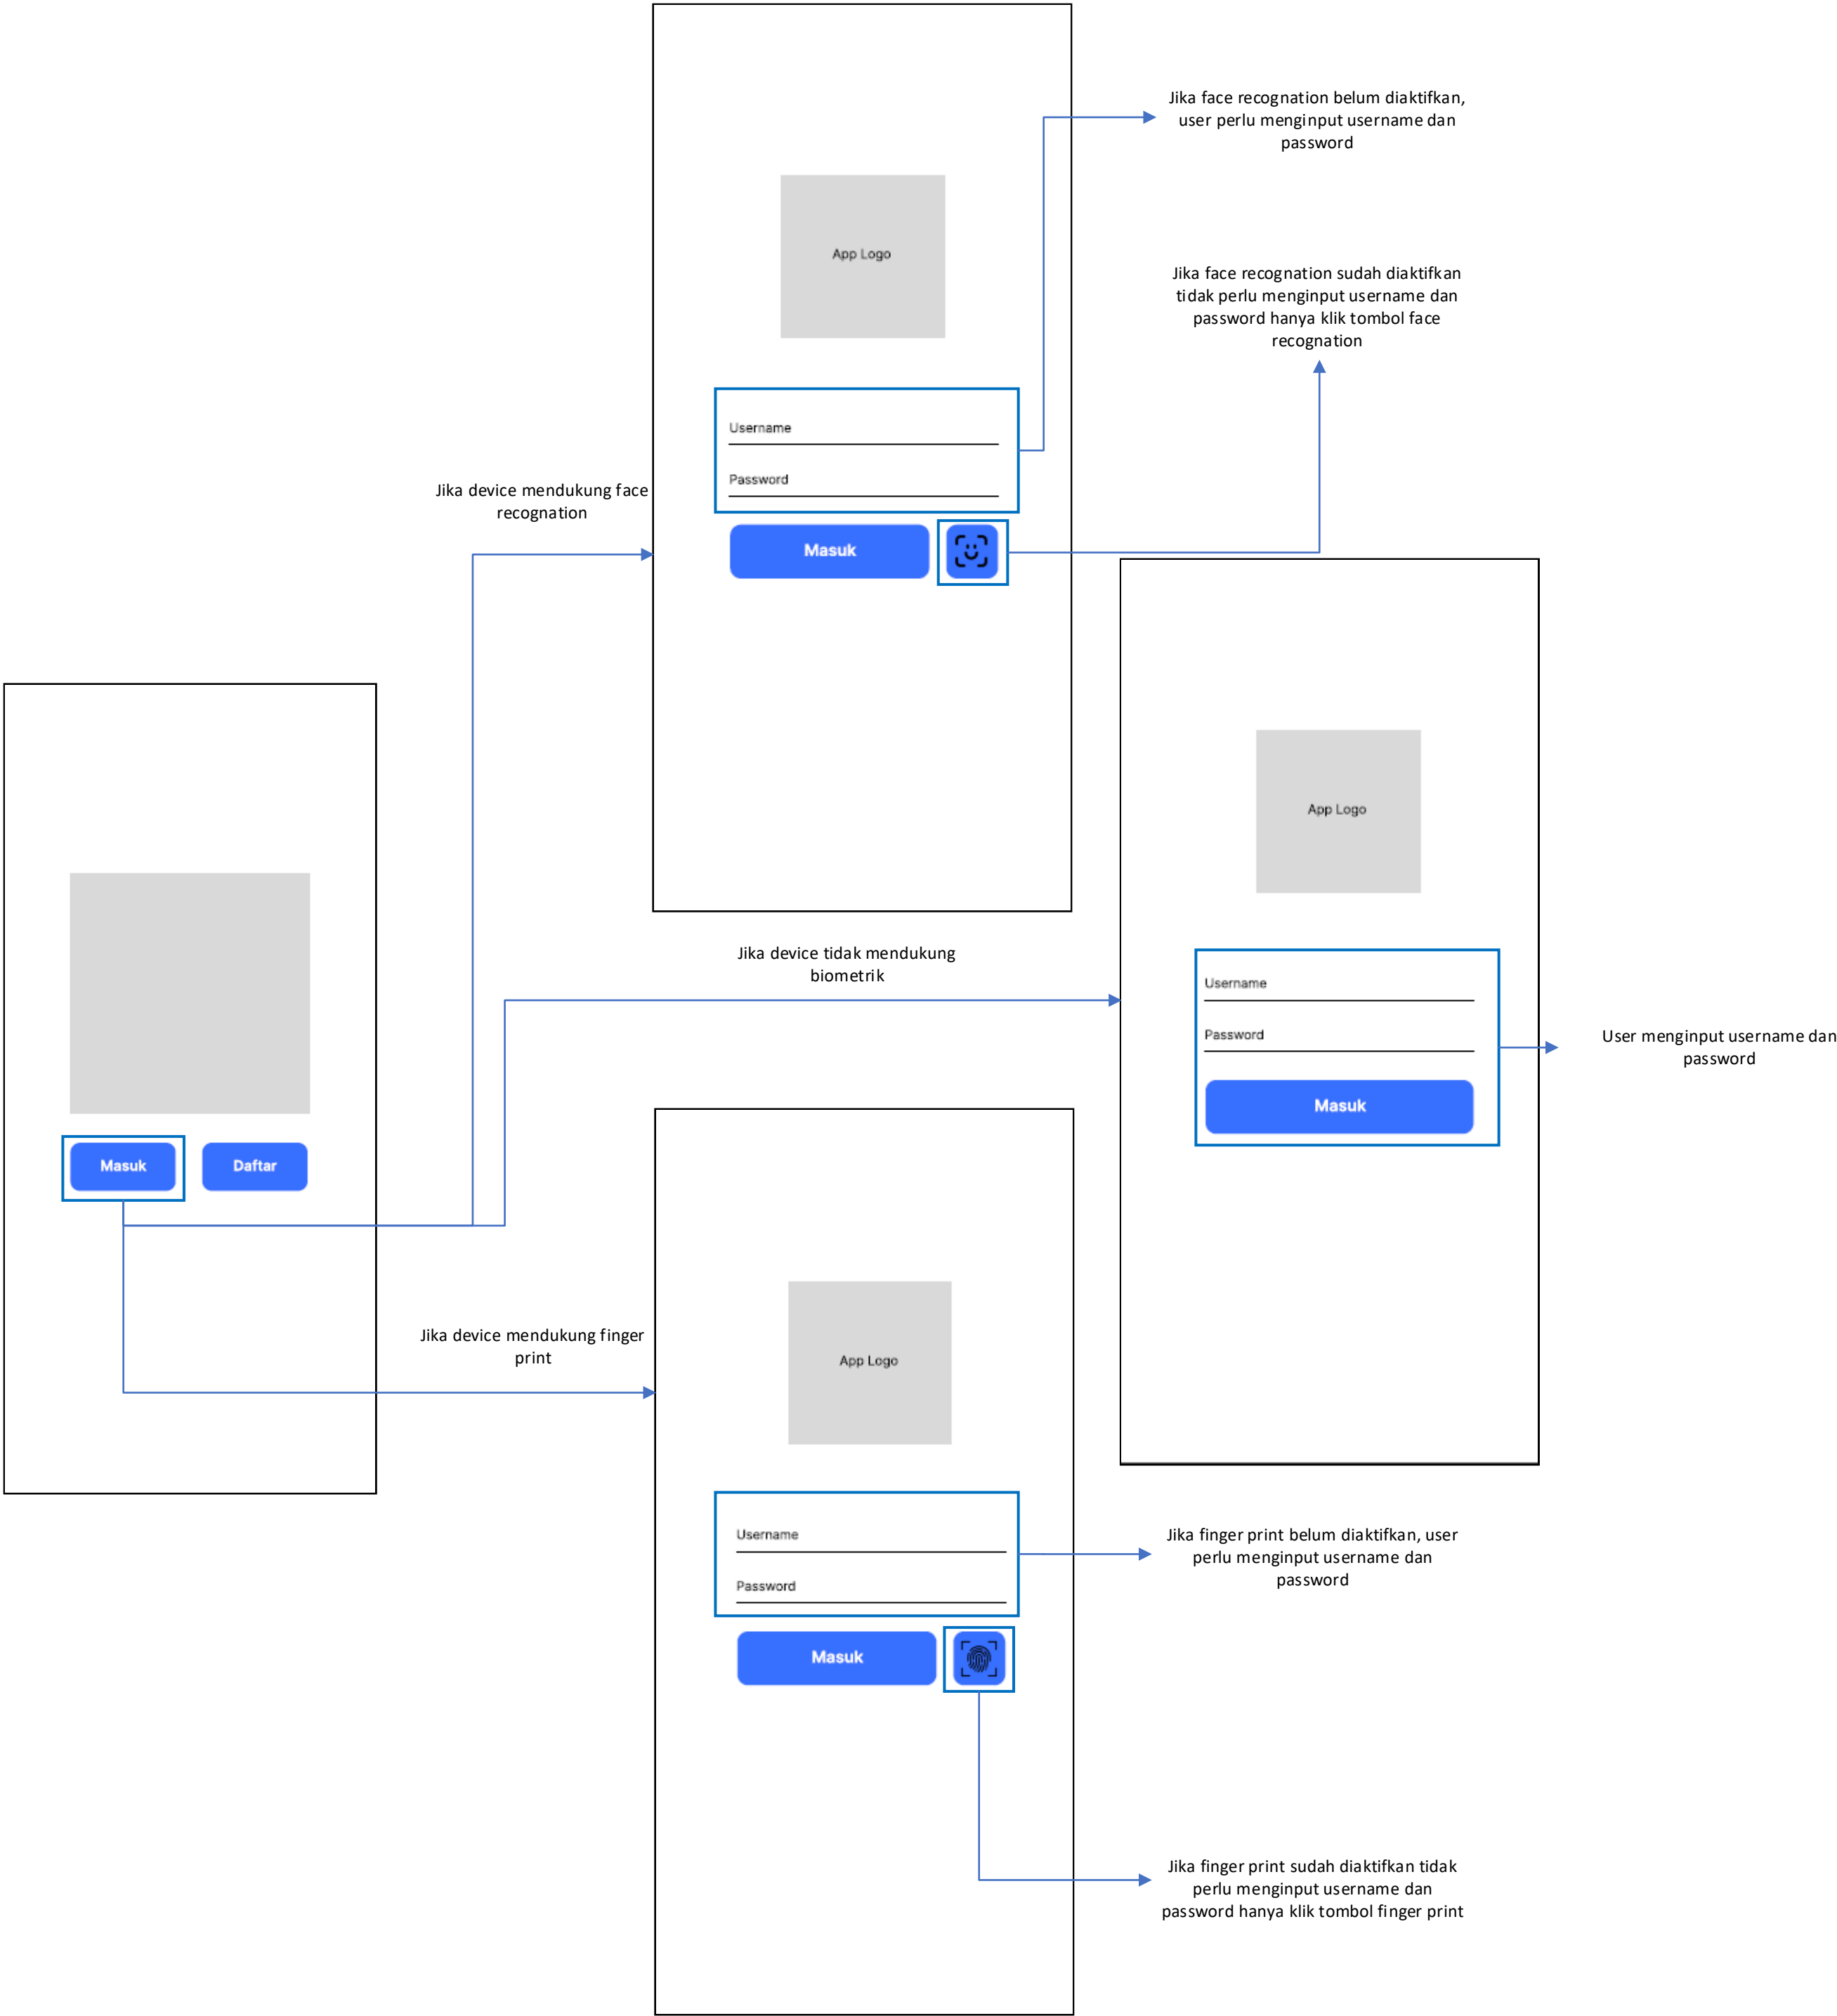 Jika face recognation belum diaktifkan,
user perlu menginput username dan
password
App Logo
Jika face recognation sudah diaktifkan
tidak perlu menginput username dan
password hanya klik tombol face
recognation
Username
Password
Jika device mendukung face
recognation
Masuk
App Logo
Jika device tidak mendukung
biometrik
Username
Password
User menginput username dan
password
Masuk
Masuk
Daftar
Jika device mendukung finger
print
App Logo
Username
Password
Jika finger print belum diaktifkan, user
perlu menginput username dan
password
Masuk
Jika finger print sudah diaktifkan tidak
perlu menginput username dan
password hanya klik tombol finger print